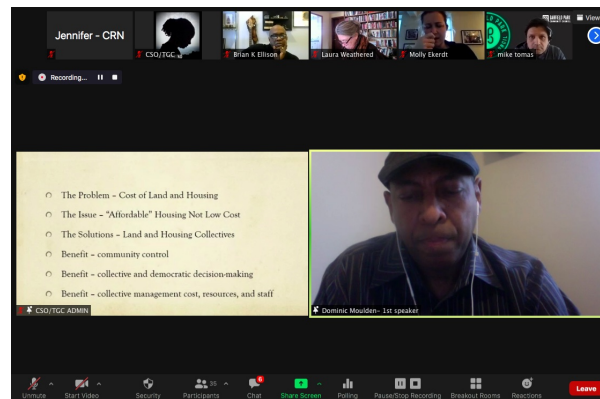 View
Jennifer - CRN
CSO/TGC
Brian K Ellison
Laura Weathered
Molly Ekerdt
mike tomas
Recording...
The Problem – Cost of Land and Housing
The Issue – "Affordable" Housing Not Low Cost
The Solutions – Land and Housing Collectives
Benefit – community control
Benefit – collective and democratic decision-making
Benefit – collective management cost, resources, and staff
CSO/TGC ADMIN
Dominic Moulden- 1st speaker
Unmute
Start Video
Security
36
Participants
8
Chat
Share Screen
Polling
Pause/Stop Recording
Breakout Rooms
Reactions
Leave